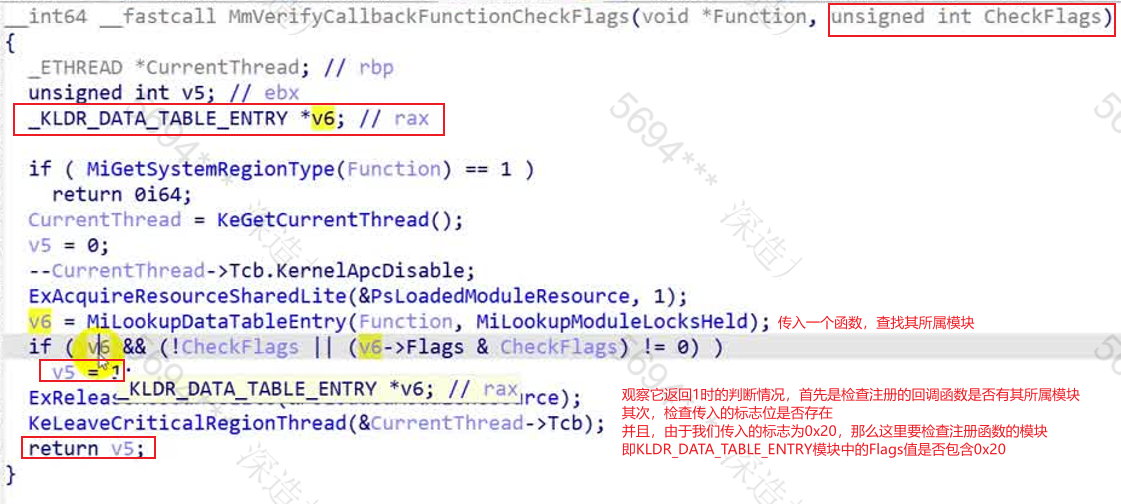 __int64 __fastcall MmVerifyCallbackFunctionCheckFlags(void *Function, unsigned int CheckFlags)
{
_ETHREAD *CurrentThread; // rbp
unsigned int v5; // ebx
_KLDR_DATA_TABLE_ENTRY *v6; // rax
if ( MiGetSystemRegionType(Function) == 1 )
return 0i64;
CurrentThread = KeGetCurrentThread();
v5 = 0;
--CurrentThread->Tcb.KernelApcDisable;
ExAcquireResourceSharedLite(&PsLoadedModuleResource, 1);
v6 = MiLookupDataTableEntry(Function, MiLookupModuleLocksHeld); 传入一个函数，查找其所属模块
if ( v6 && (!CheckFlags || (v6->Flags & CheckFlags) != 0) )
v5 = 1;
_KLDR_DATA_TABLE_ENTRY *v6; // rax
观察它返回1时的判断情况，首先是检查注册的回调函数是否有其所属模块
ExRelea urce);
其次，检查传入的标志位是否存在
KeLeaveCriticalRegionThread(&CurrentThread->Tcb);
并且，由于我们传入的标志为0x20，那么这里要检查注册函数的模块
return v5;
即KLDR_DATA_TABLE_ENTRY模块中的Flags值是否包含0x20
}
5694***
深造
5694***
深造
深造
深造